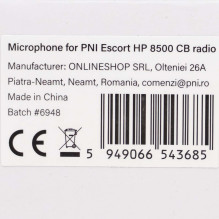 Microphone for PNI Escort HP 8500 CB radio
Manufacturer: ONLINESHOP SRL, Olteniei 26A
Piatra-Neamt, Neamt, Romania, comenzi@pni.ro
Made in China
Batch #6948
CE
5 949066 543685